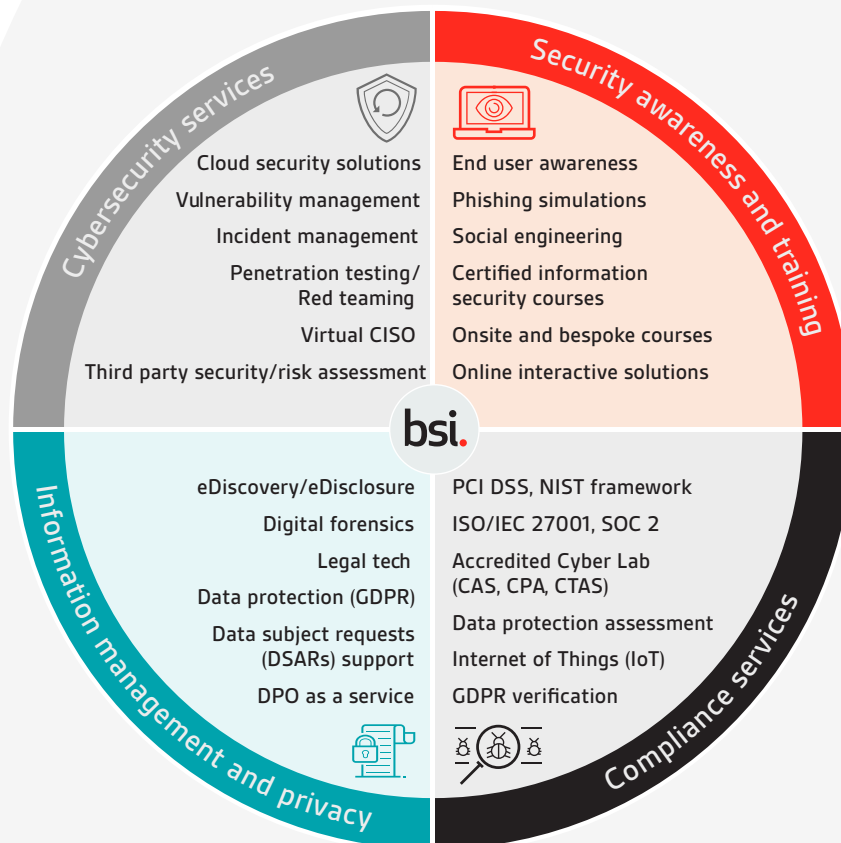 Cybersecurity services
Cloud security solutions
Vulnerability management
Incident management
Penetration testing/
Red teaming
Virtual CISO
Third party security/risk assessment
Security awareness and training
End user awareness
Phishing simulations
Social engineering
Certified information
security courses
Onsite and bespoke courses
Online interactive solutions
bsi.
Information management and privacy
eDiscovery/eDisclosure
Digital forensics
Legal tech
Data protection (GDPR)
Data subject requests
(DSARs) support
DPO as a service
Compliance services
PCI DSS, NIST framework
ISO/IEC 27001, SOC 2
Accredited Cyber Lab
(CAS, CPA, CTAS)
Data protection assessment
Internet of Things (IoT)
GDPR verification